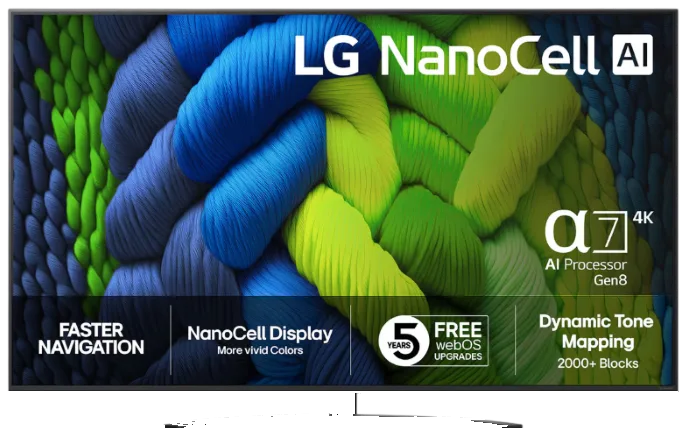 LG NanoCell AI
α7 4K
AI Processor
Gen8
FASTER
NAVIGATION
NanoCell Display
More vivid Colors
5
YEARS
FREE
webOS
UPGRADES
Dynamic Tone
Mapping
2000+ Blocks